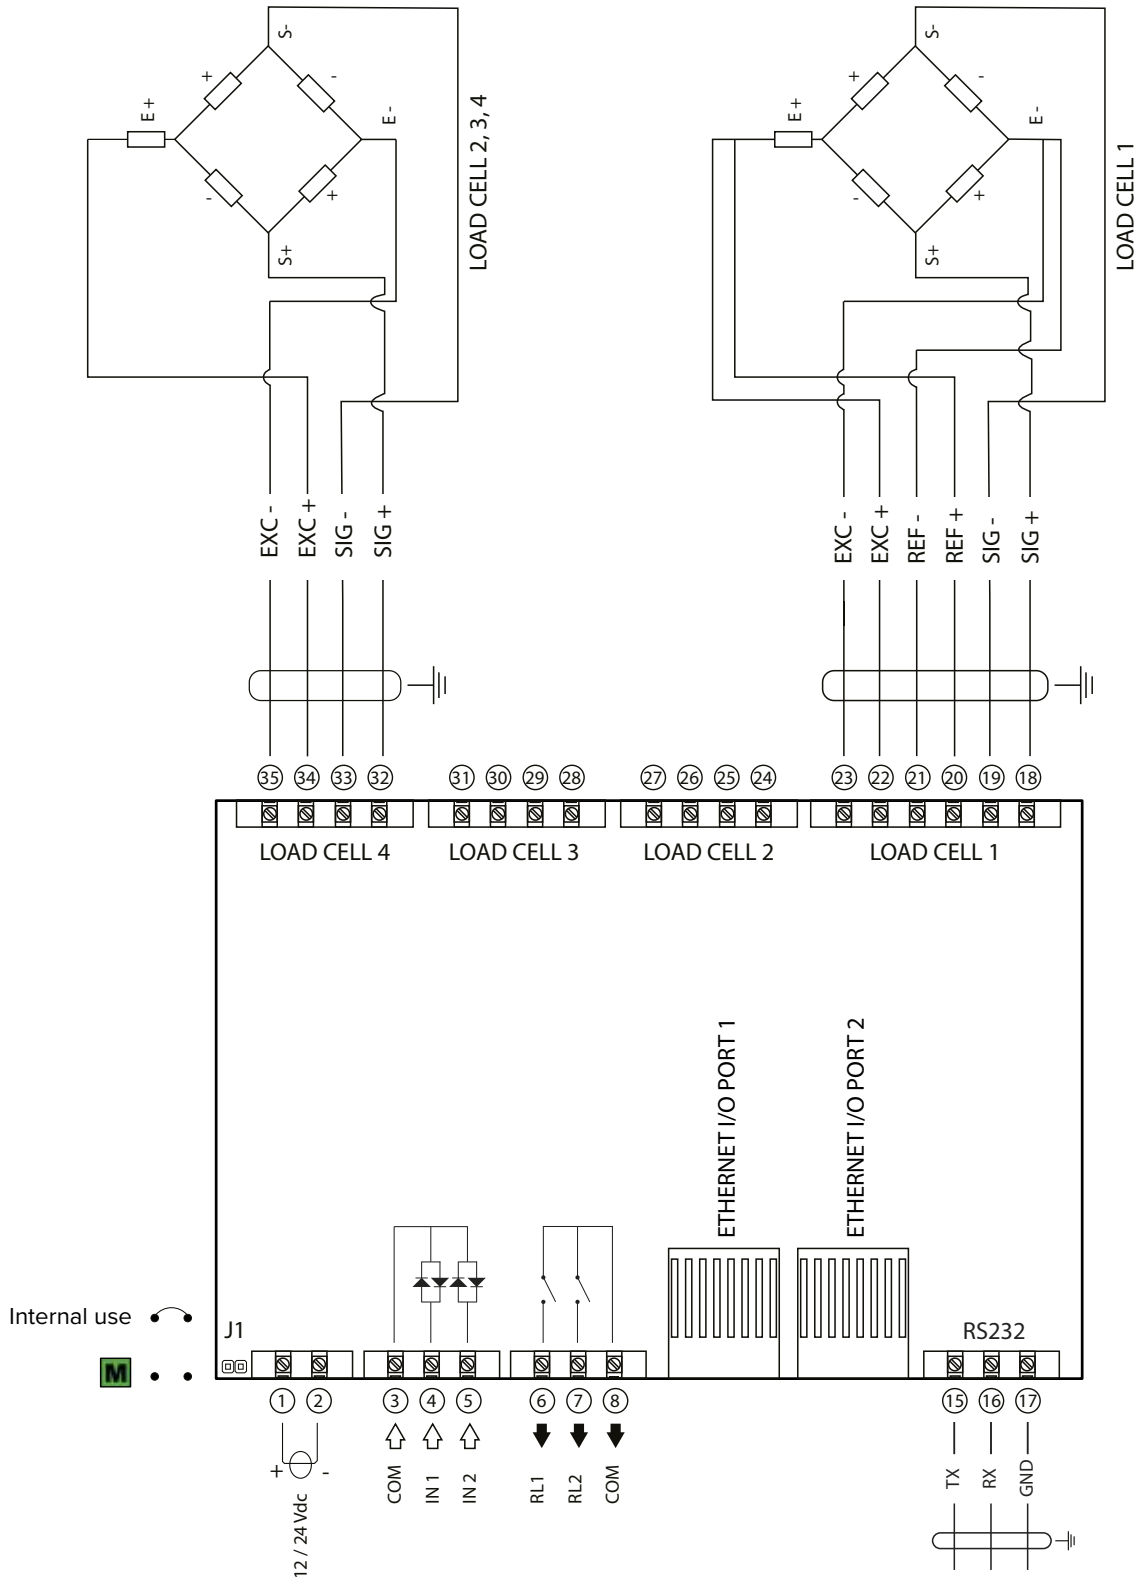 S-
E +
+
-
E -
-
+
S+
LOAD CELL 2, 3, 4
S-
E +
+
-
E -
-
+
S+
LOAD CELL 1
EXC -
EXC +
SIG -
SIG +
EXC -
EXC +
REF -
REF +
SIG -
SIG +
35 34 33 32 31 30 29 28 27 26 25 24 23 22 21 20 19 18
LOAD CELL 4 LOAD CELL 3 LOAD CELL 2 LOAD CELL 1
ETHERNET I/O PORT 1
ETHERNET I/O PORT 2
Internal use
J1
RS232
M
1 2 3 4 5 6 7 8 15 16 17
+ -
12 / 24 Vdc
COM
IN 1
IN 2
RL1
RL2
COM
TX
RX
GND